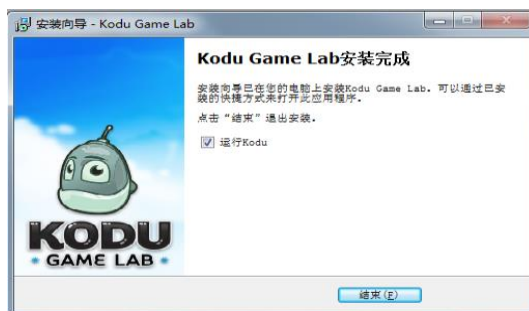 安装向导 - Kodu Game Lab
Kodu Game Lab安装完成
安装向导已在您的电脑上安装Kodu Game Lab。可以通过已安
装的快捷方式来打开此应用程序。
点击“结束”退出安装。
运行Kodu
KODU
GAME LAB
结束(F)